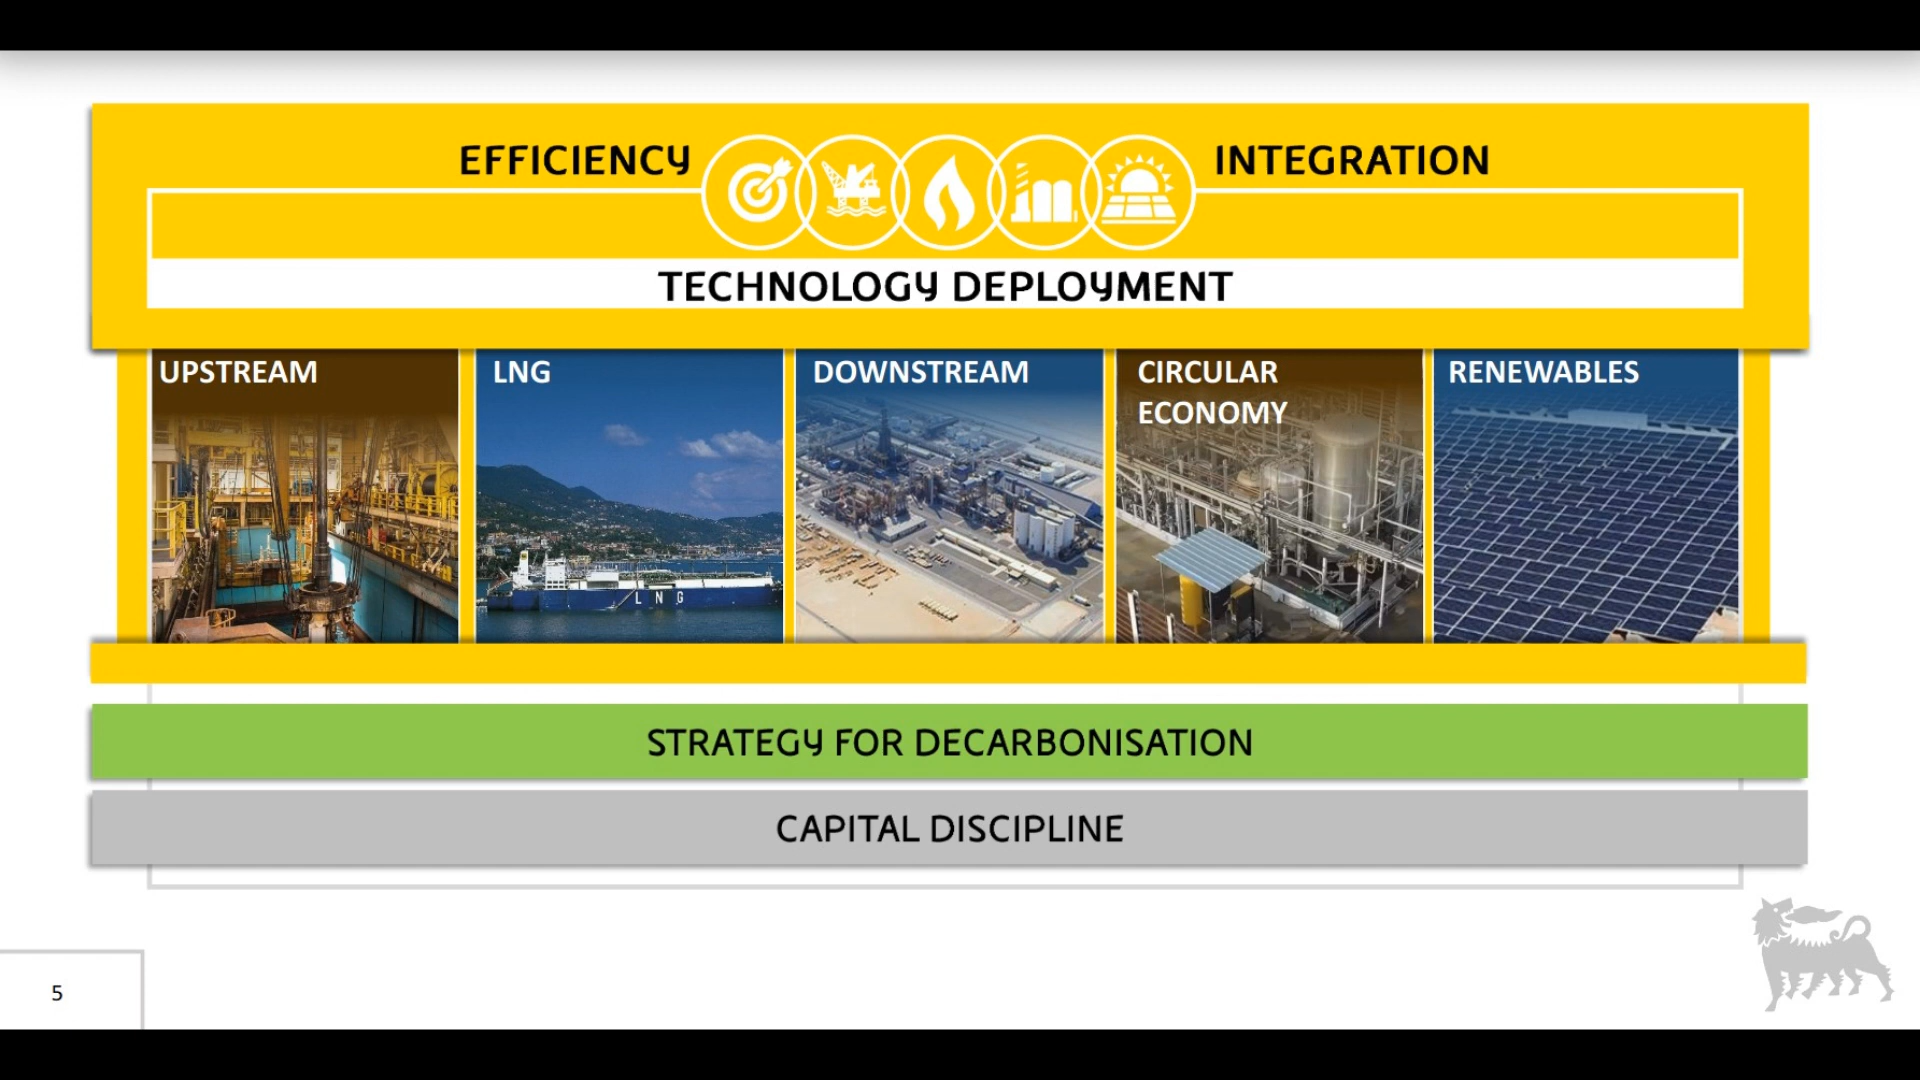 EFFICIENCY
INTEGRATION
TECHNOLOGY DEPLOYMENT
UPSTREAM
LNG
LNG
DOWNSTREAM
CIRCULAR
ECONOMY
RENEWABLES
STRATEGY FOR DECARBONISATION
CAPITAL DISCIPLINE
5